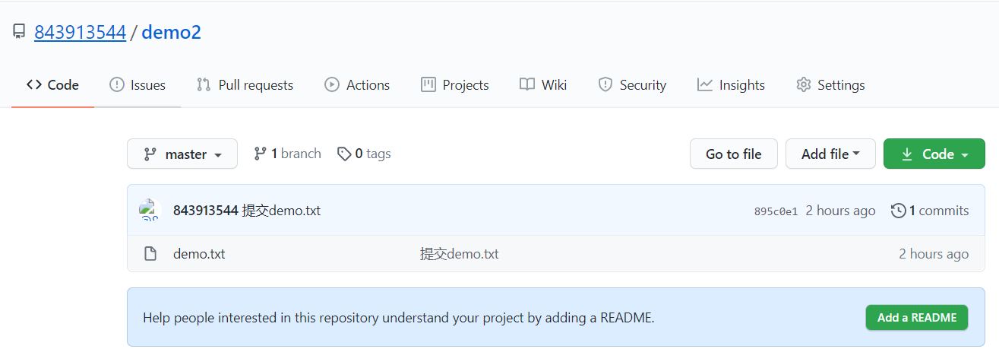 843913544 / demo2
Code Issues Pull requests Actions Projects Wiki Security Insights Settings
master 1 branch 0 tags Go to file Add file Code
843913544 提交demo.txt 895c0e1 2 hours ago 1 commits
demo.txt 提交demo.txt 2 hours ago
Help people interested in this repository understand your project by adding a README. Add a README